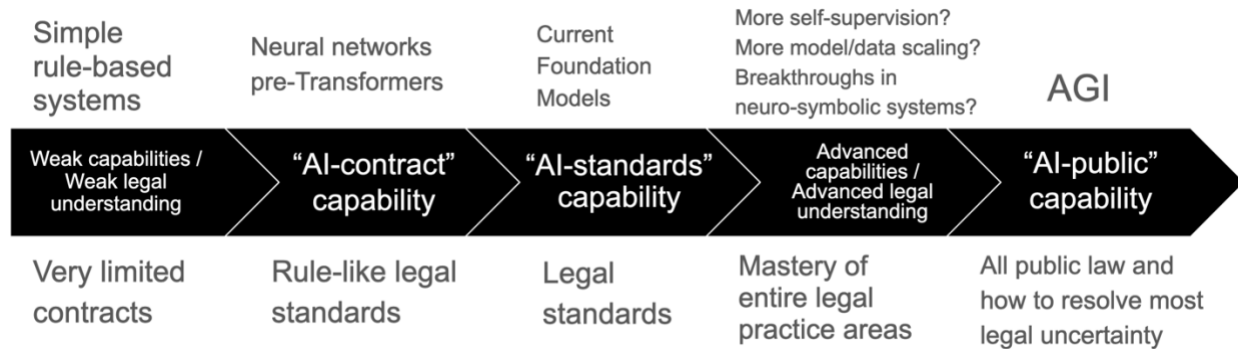 Simple
rule-based
systems
Neural networks
pre-Transformers
Current
Foundation
Models
More self-supervision?
More model/data scaling?
Breakthroughs in
neuro-symbolic systems?
AGI
Weak capabilities /
Weak legal
understanding
“AI-contract”
capability
“AI-standards”
capability
Advanced
capabilities /
Advanced legal
understanding
“AI-public”
capability
Very limited
contracts
Rule-like legal
standards
Legal
standards
Mastery of
entire legal
practice areas
All public law and
how to resolve most
legal uncertainty